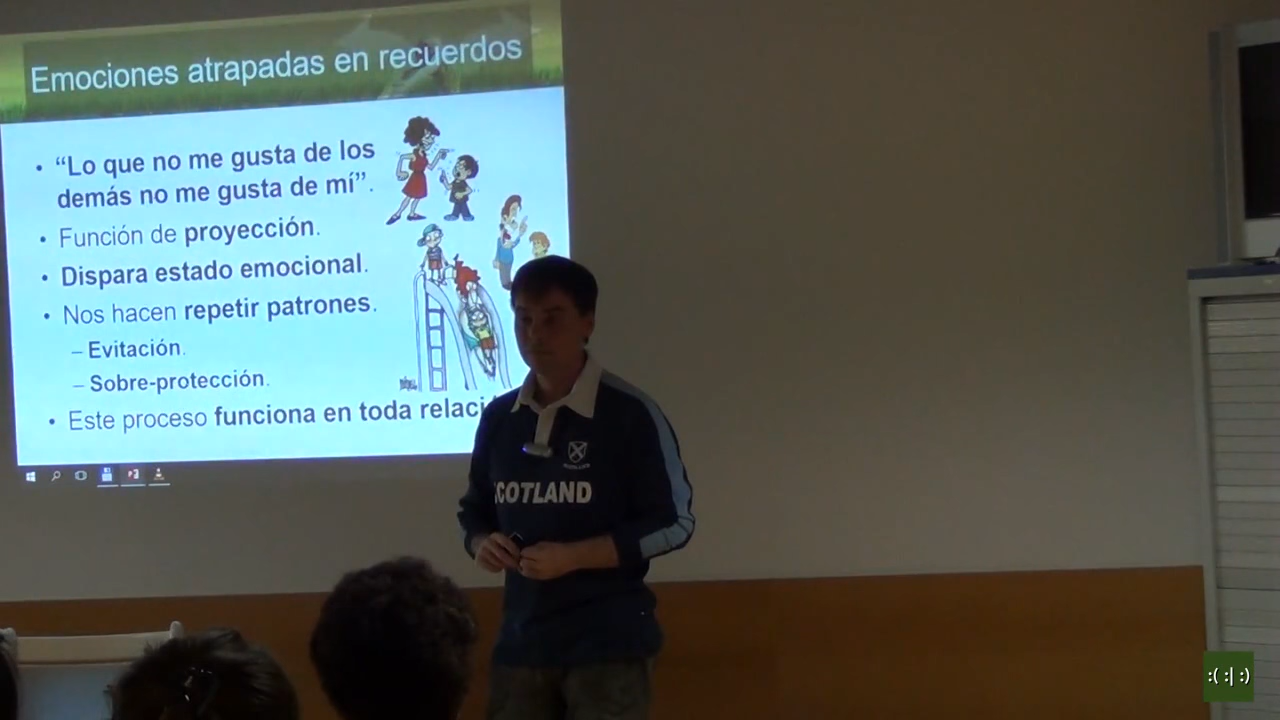 Emociones atrapadas en recuerdos
• “Lo que no me gusta de los
demás no me gusta de mí”.
• Función de proyección.
• Dispara estado emocional.
• Nos hacen repetir patrones.
– Evitación.
– Sobre-protección.
• Este proceso funciona en toda
COTLAND
:( :| :)